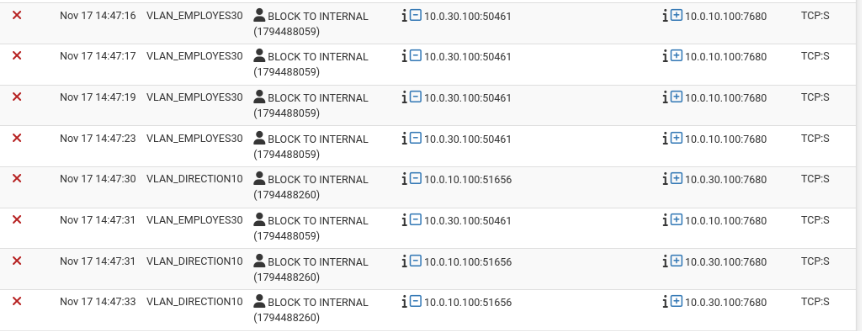 Nov 17 14:47:16 VLAN_EMPLOYES30 BLOCK TO INTERNAL 10.0.30.100:50461 10.0.10.100:7680 TCP:S
(1794488059)
Nov 17 14:47:17 VLAN_EMPLOYES30 BLOCK TO INTERNAL 10.0.30.100:50461 10.0.10.100:7680 TCP:S
(1794488059)
Nov 17 14:47:19 VLAN_EMPLOYES30 BLOCK TO INTERNAL 10.0.30.100:50461 10.0.10.100:7680 TCP:S
(1794488059)
Nov 17 14:47:23 VLAN_EMPLOYES30 BLOCK TO INTERNAL 10.0.30.100:50461 10.0.10.100:7680 TCP:S
(1794488059)
Nov 17 14:47:30 VLAN_DIRECTION10 BLOCK TO INTERNAL 10.0.10.100:51656 10.0.30.100:7680 TCP:S
(1794488260)
Nov 17 14:47:31 VLAN_EMPLOYES30 BLOCK TO INTERNAL 10.0.30.100:50461 10.0.10.100:7680 TCP:S
(1794488059)
Nov 17 14:47:31 VLAN_DIRECTION10 BLOCK TO INTERNAL 10.0.10.100:51656 10.0.30.100:7680 TCP:S
(1794488260)
Nov 17 14:47:33 VLAN_DIRECTION10 BLOCK TO INTERNAL 10.0.10.100:51656 10.0.30.100:7680 TCP:S
(1794488260)